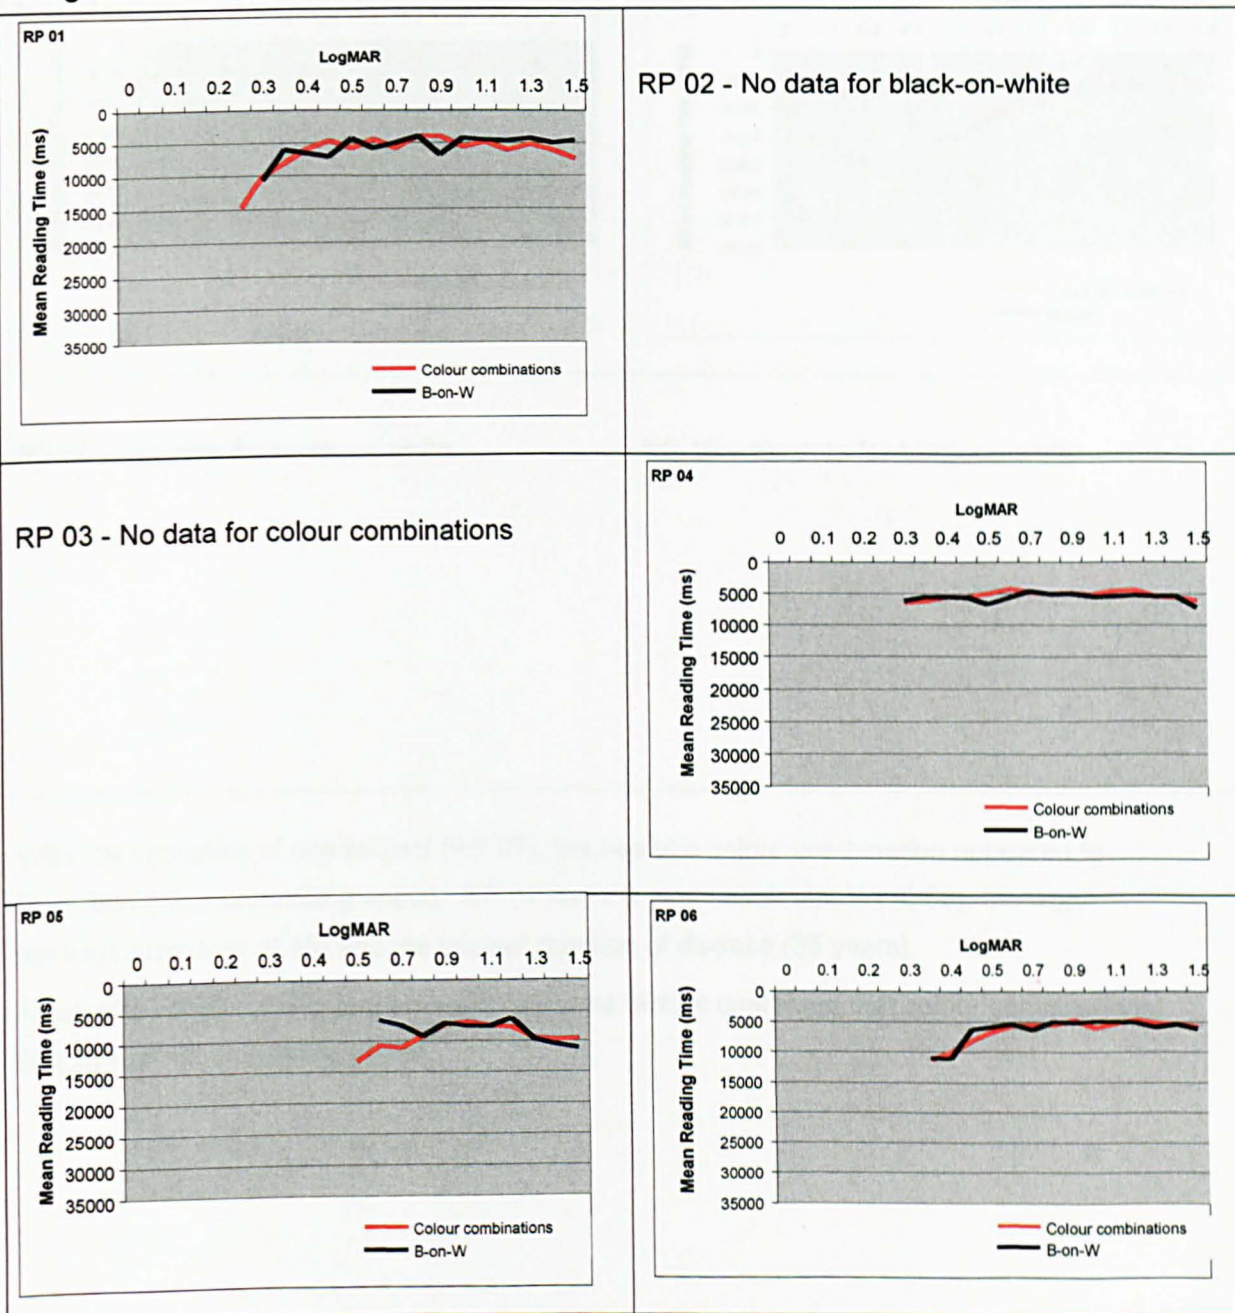 RP 01
LogMAR
0 0.1 0.2 0.3 0.4 0.5 0.7 0.9 1.1 1.3 1.5
Mean Reading Time (ms)
0
5000
10000
15000
20000
25000
30000
35000
Colour combinations
B-on-W
RP 02 - No data for black-on-white
RP 03 - No data for colour combinations
RP 04
LogMAR
0 0.1 0.2 0.3 0.4 0.5 0.7 0.9 1.1 1.3 1.5
Mean Reading Time (ms)
0
5000
10000
15000
20000
25000
30000
35000
Colour combinations
B-on-W
RP 05
LogMAR
0 0.1 0.2 0.3 0.4 0.5 0.7 0.9 1.1 1.3 1.5
Mean Reading Time (ms)
0
5000
10000
15000
20000
25000
30000
35000
Colour combinations
B-on-W
RP 06
LogMAR
0 0.1 0.2 0.3 0.4 0.5 0.7 0.9 1.1 1.3 1.5
Mean Reading Time (ms)
0
5000
10000
15000
20000
25000
30000
35000
Colour combinations
B-on-W